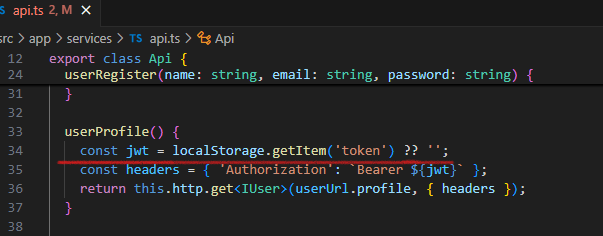 api.ts 2, M
src > app > services > TS api.ts > Api
12 export class Api {
24 userRegister(name: string, email: string, password: string) {
31 }
32
33 userProfile() {
34 const jwt = localStorage.getItem('token') ?? '';
35 const headers = { 'Authorization': `Bearer ${jwt}` };
36 return this.http.get<IUser>(userUrl.profile, { headers });
37 }
38